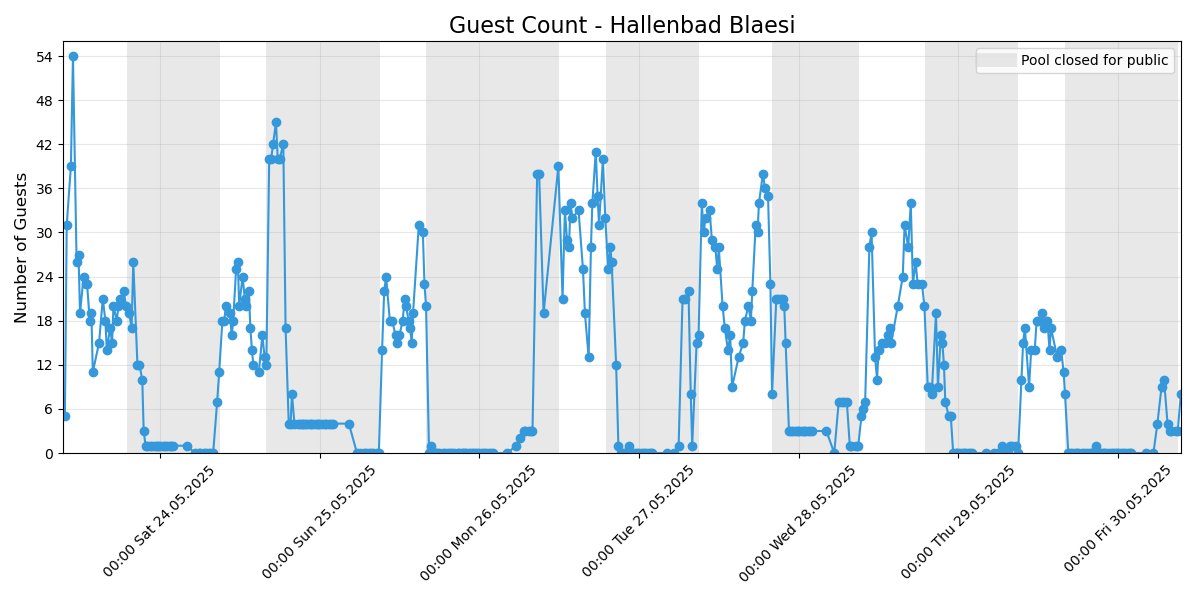 Guest Count - Hallenbad Blaesi
Pool closed for public
Number of Guests
54
48
42
36
30
24
18
12
6
0
00:00 Sat 24.05.2025
00:00 Sun 25.05.2025
00:00 Mon 26.05.2025
00:00 Tue 27.05.2025
00:00 Wed 28.05.2025
00:00 Thu 29.05.2025
00:00 Fri 30.05.2025